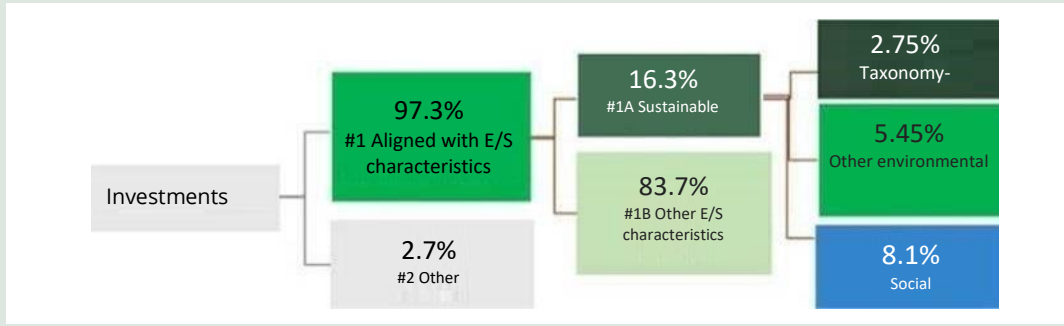 Investments
97.3%
#1 Aligned with E/S
characteristics
2.7%
#2 Other
16.3%
#1A Sustainable
83.7%
#1B Other E/S
characteristics
2.75%
Taxonomy-
5.45%
Other environmental
8.1%
Social